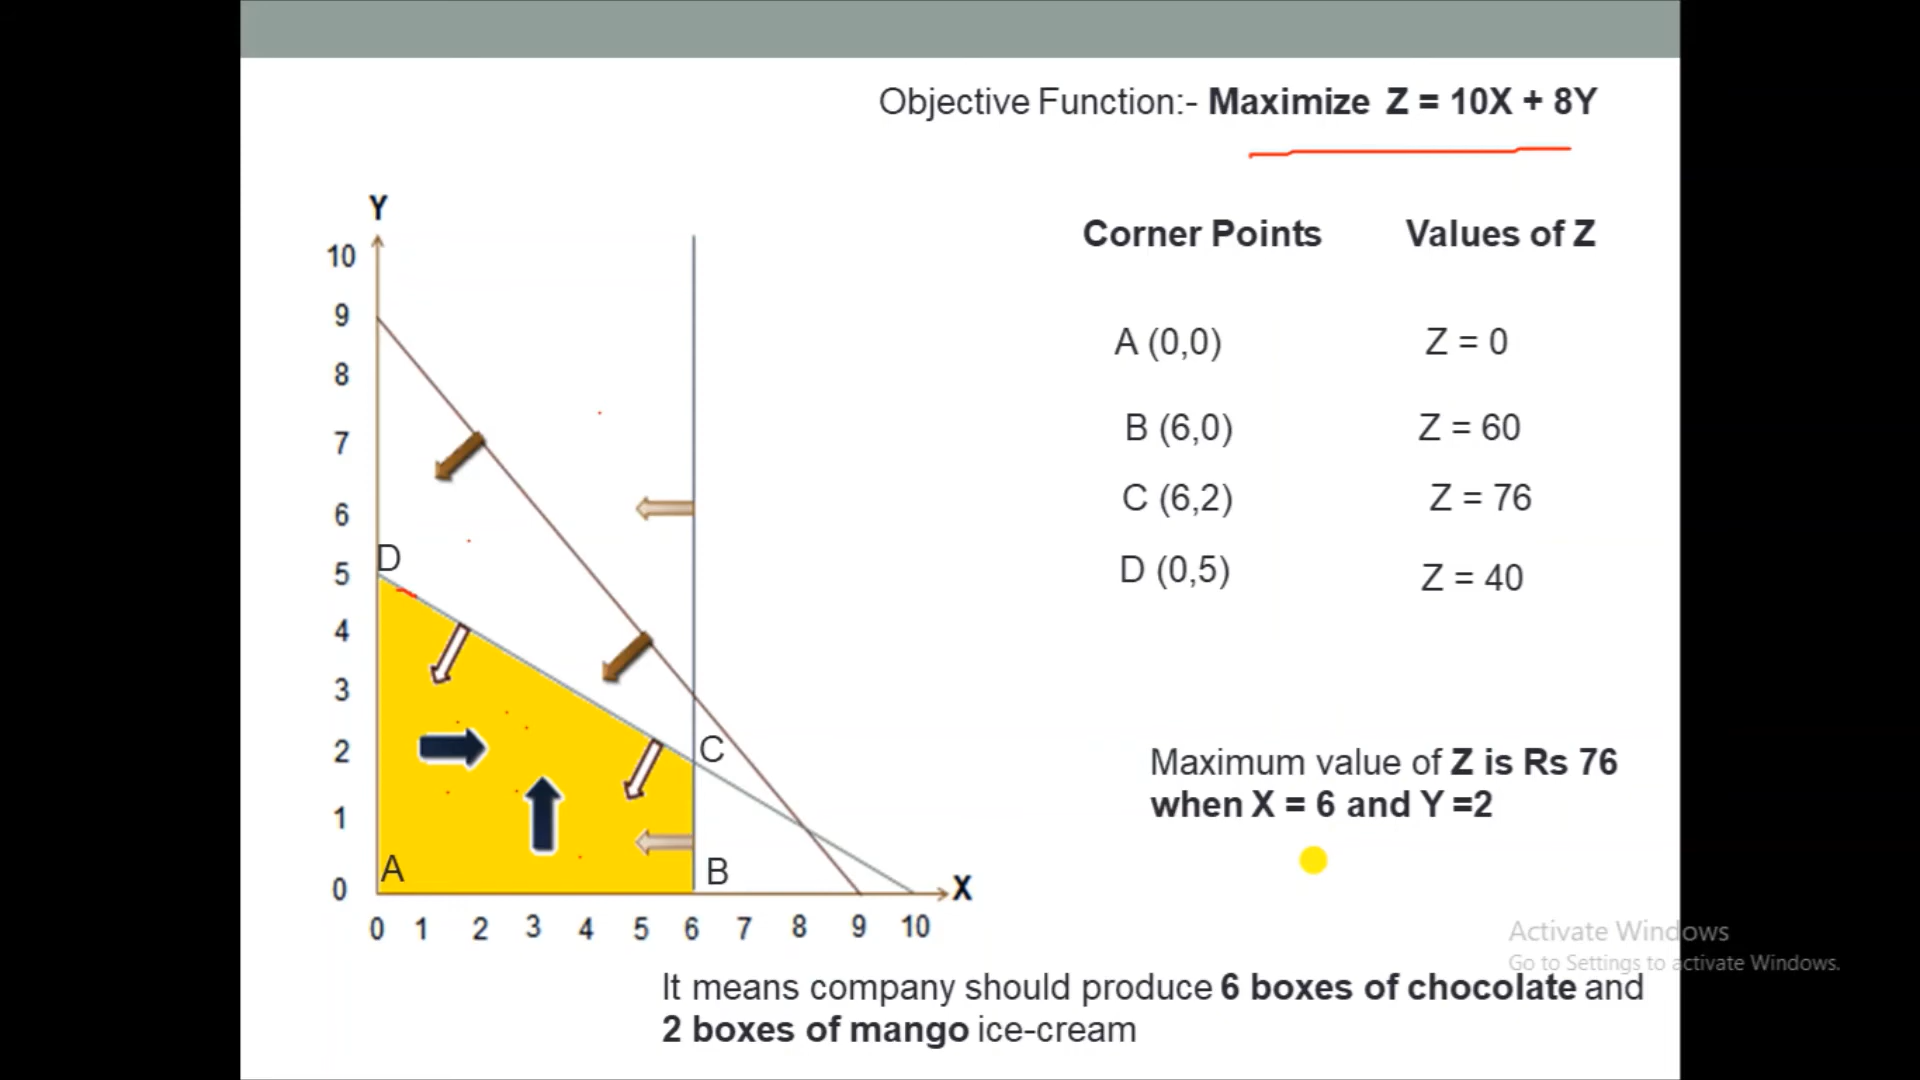 Objective Function:- Maximize Z = 10X + 8Y
Y
Corner Points Values of Z
10
9
A (0,0) Z = 0
8
B (6,0) Z = 60
7
C (6,2) Z = 76
6
D
D (0,5) Z = 40
5
4
3
2
C
Maximum value of Z is Rs 76
when X = 6 and Y =2
1
A
B
0
X
0 1 2 3 4 5 6 7 8 9 10
Activate Windows
Go to Settings to activate Windows.
It means company should produce 6 boxes of chocolate and
2 boxes of mango ice-cream